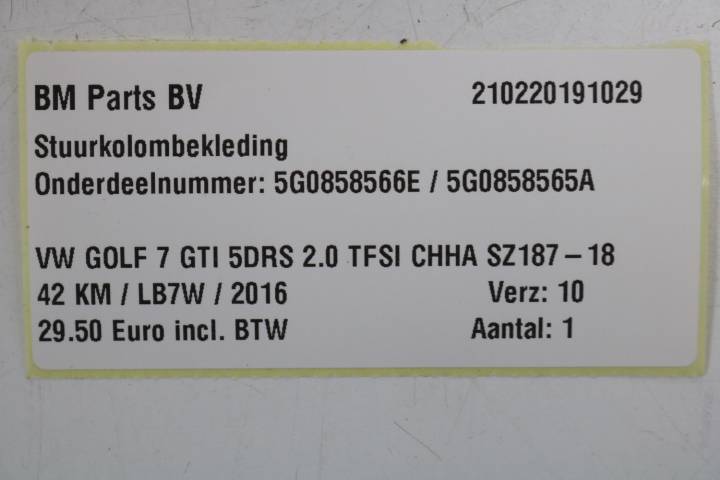 BM Parts BV 210220191029
Stuurkolombekleding
Onderdeelnummer: 5G0858566E / 5G0858565A
VW GOLF 7 GTI 5DRS 2.0 TFSI CHHA SZ187 – 18
42 KM / LB7W / 2016 Verz: 10
29.50 Euro incl. BTW Aantal: 1